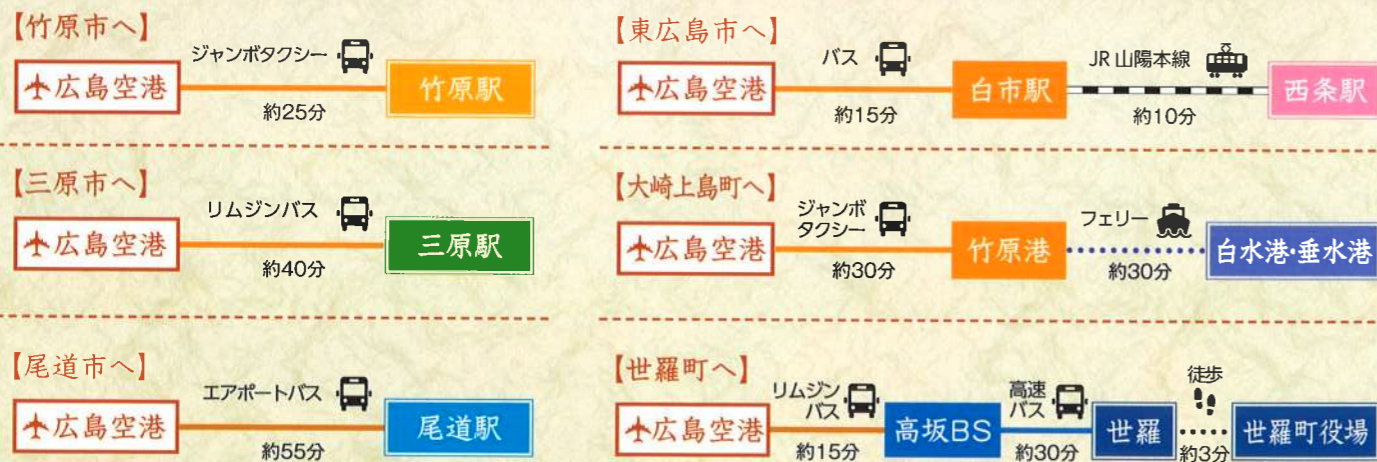 【竹原市へ】
ジャンボタクシー
広島空港
竹原駅
約25分
【三原市へ】
リムジンバス
広島空港
三原駅
約40分
【尾道市へ】
エアポートバス
広島空港
尾道駅
約55分
【東広島市へ】
バス
JR 山陽本線
広島空港
白市駅
西条駅
約15分
約10分
【大崎上島町へ】
ジャンボ
タクシー
フェリー
広島空港
竹原港
白水港・垂水港
約30分
約30分
【世羅町へ】
リムジン
バス
高速
バス
徒歩
広島空港
高坂BS
世羅
世羅町役場
約15分
約30分
約3分